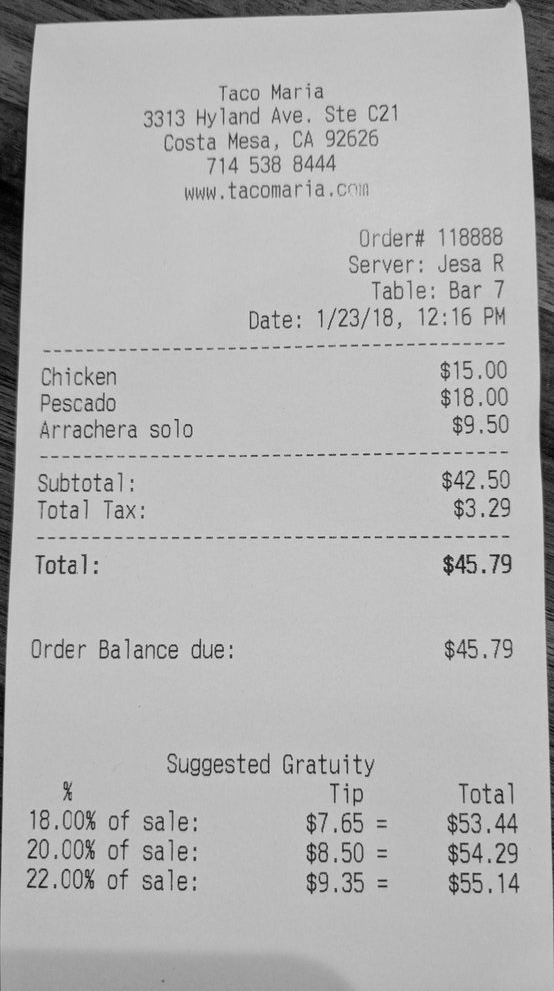 Taco Maria
3313 Hyland Ave. Ste C21
Costa Mesa, CA 92626
714 538 8444
www.tacomaria.com
Order# 118888
Server: Jesa R
Table: Bar 7
Date: 1/23/18, 12:16 PM
Chicken $15.00
Pescado $18.00
Arrachera solo $9.50
Subtotal: $42.50
Total Tax: $3.29
Total: $45.79
Order Balance due: $45.79
Suggested Gratuity
% Tip Total
18.00% of sale: $7.65 = $53.44
20.00% of sale: $8.50 = $54.29
22.00% of sale: $9.35 = $55.14